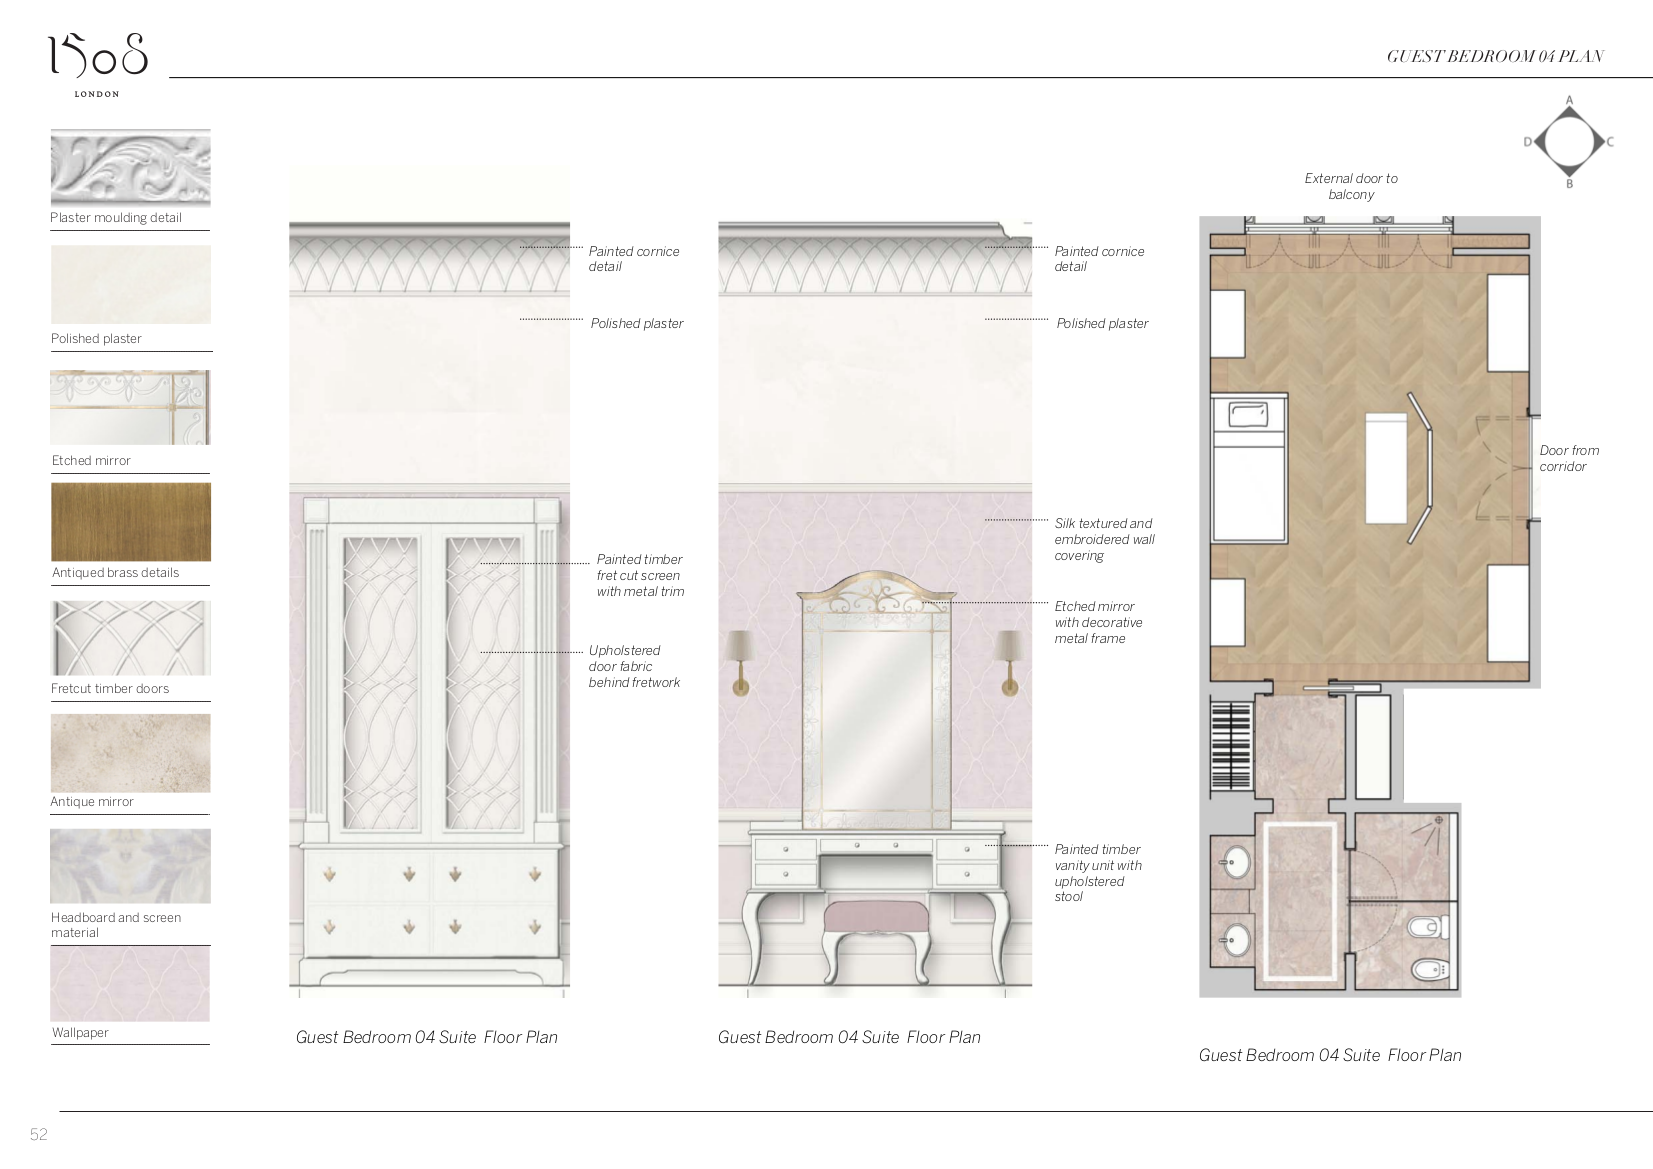 1508
LONDON
GUEST BEDROOM 04 PLAN
A
D
C
B
Plaster moulding detail
Polished plaster
Etched mirror
Antiqued brass details
Fretcut timber doors
Antique mirror
Headboard and screen
material
Wallpaper
Painted cornice
detail
Polished plaster
Painted timber
fret cut screen
with metal trim
Upholstered
door fabric
behind fretwork
Guest Bedroom 04 Suite Floor Plan
Painted cornice
detail
Polished plaster
Silk textured and
embroidered wall
covering
Etched mirror
with decorative
metal frame
Painted timber
vanity unit with
upholstered
stool
Guest Bedroom 04 Suite Floor Plan
External door to
balcony
Door from
corridor
Guest Bedroom 04 Suite Floor Plan
52